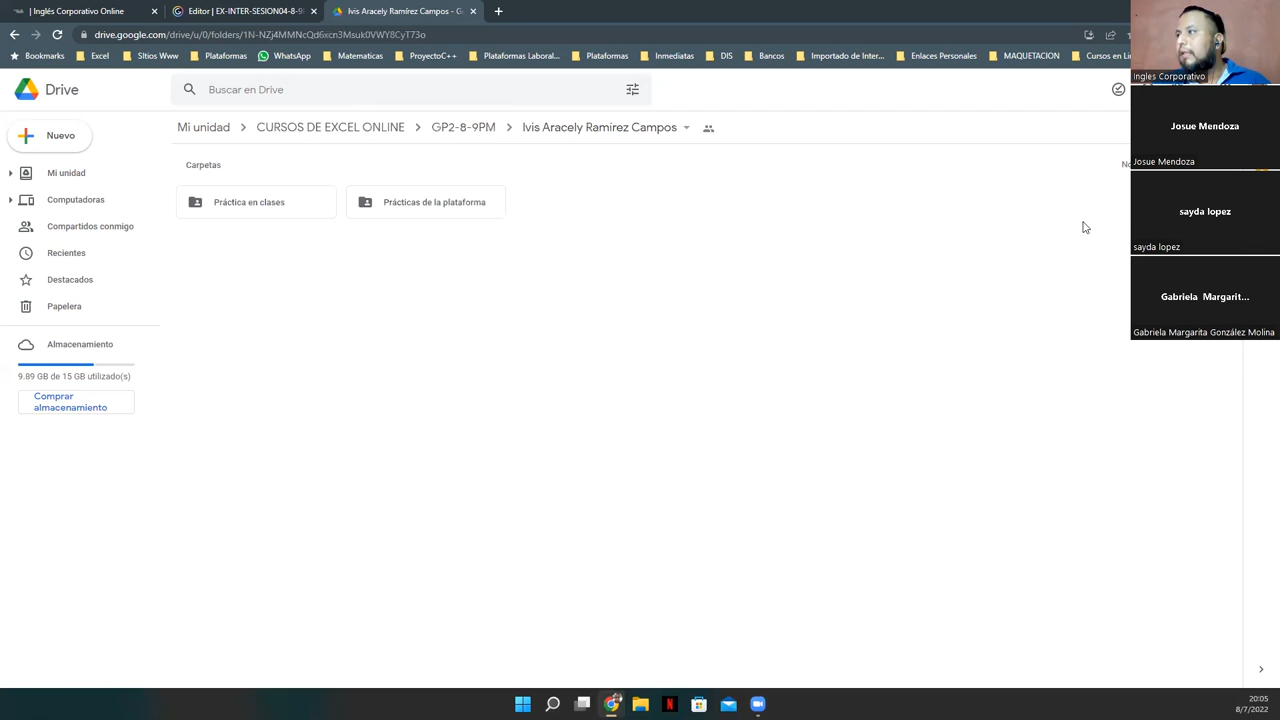 | Inglés Corporativo Online
Editor | EX-INTER-SESION04-8-9
Ivis Aracely Ramírez Campos - G
drive.google.com/drive/u/0/folders/1N-NZj4MMNcQd6xcn3Msuk0VWY8CyT73o
Bookmarks
Excel
SItios Www
Plataformas
WhatsApp
Matematicas
ProyectoC++
Plataformas Laboral...
Plataformas
Inmediatas
DIS
Bancos
Importado de Inter...
Enlaces Personales
MAQUETACION
Cursos en Lin
Drive
Buscar en Drive
Nuevo
Mi unidad
Computadoras
Compartidos conmigo
Recientes
Destacados
Papelera
Almacenamiento
9.89 GB de 15 GB utilizado(s)
Comprar
almacenamiento
Mi unidad
CURSOS DE EXCEL ONLINE
GP2-8-9PM
Ivis Aracely Ramírez Campos
Carpetas
Práctica en clases
Prácticas de la plataforma
Ingles Corporativo
Josue Mendoza
Josue Mendoza
sayda lopez
sayda lopez
Gabriela Margarit...
Gabriela Margarita González Molina
20:05
8/7/2022